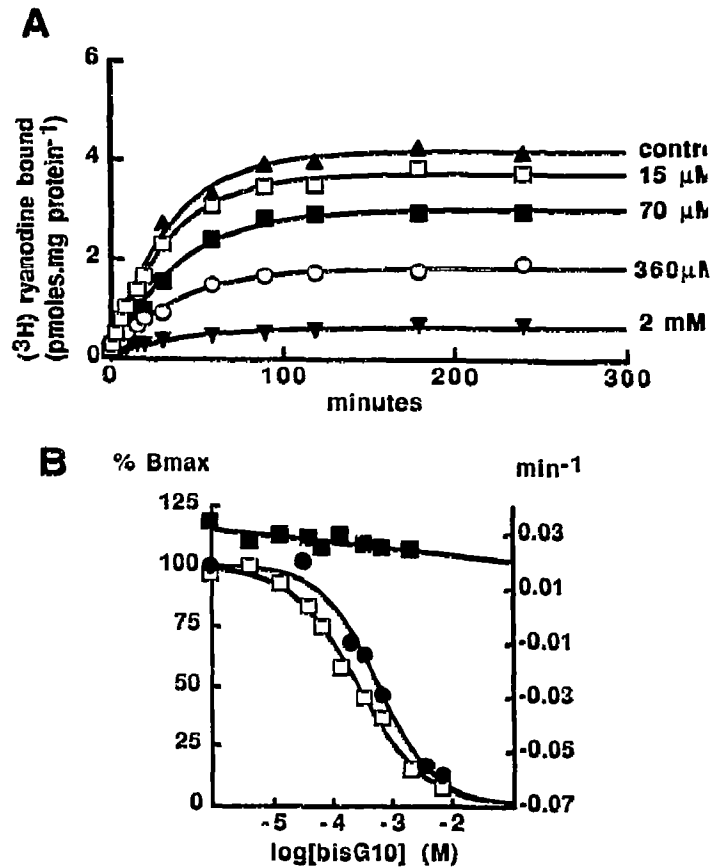 A
6
4
2
0
(³H) ryanodine bound
(pmoles.mg protein⁻¹)
15 µM
70 µM
360µM
2 mM
0 100 200 300
minutes
B
% Bmax
min⁻¹
125
100
75
50
25
0
0.03
0.01
-0.01
-0.03
-0.05
-0.07
-5 -4 -3 -2
log[bisG10] (M)